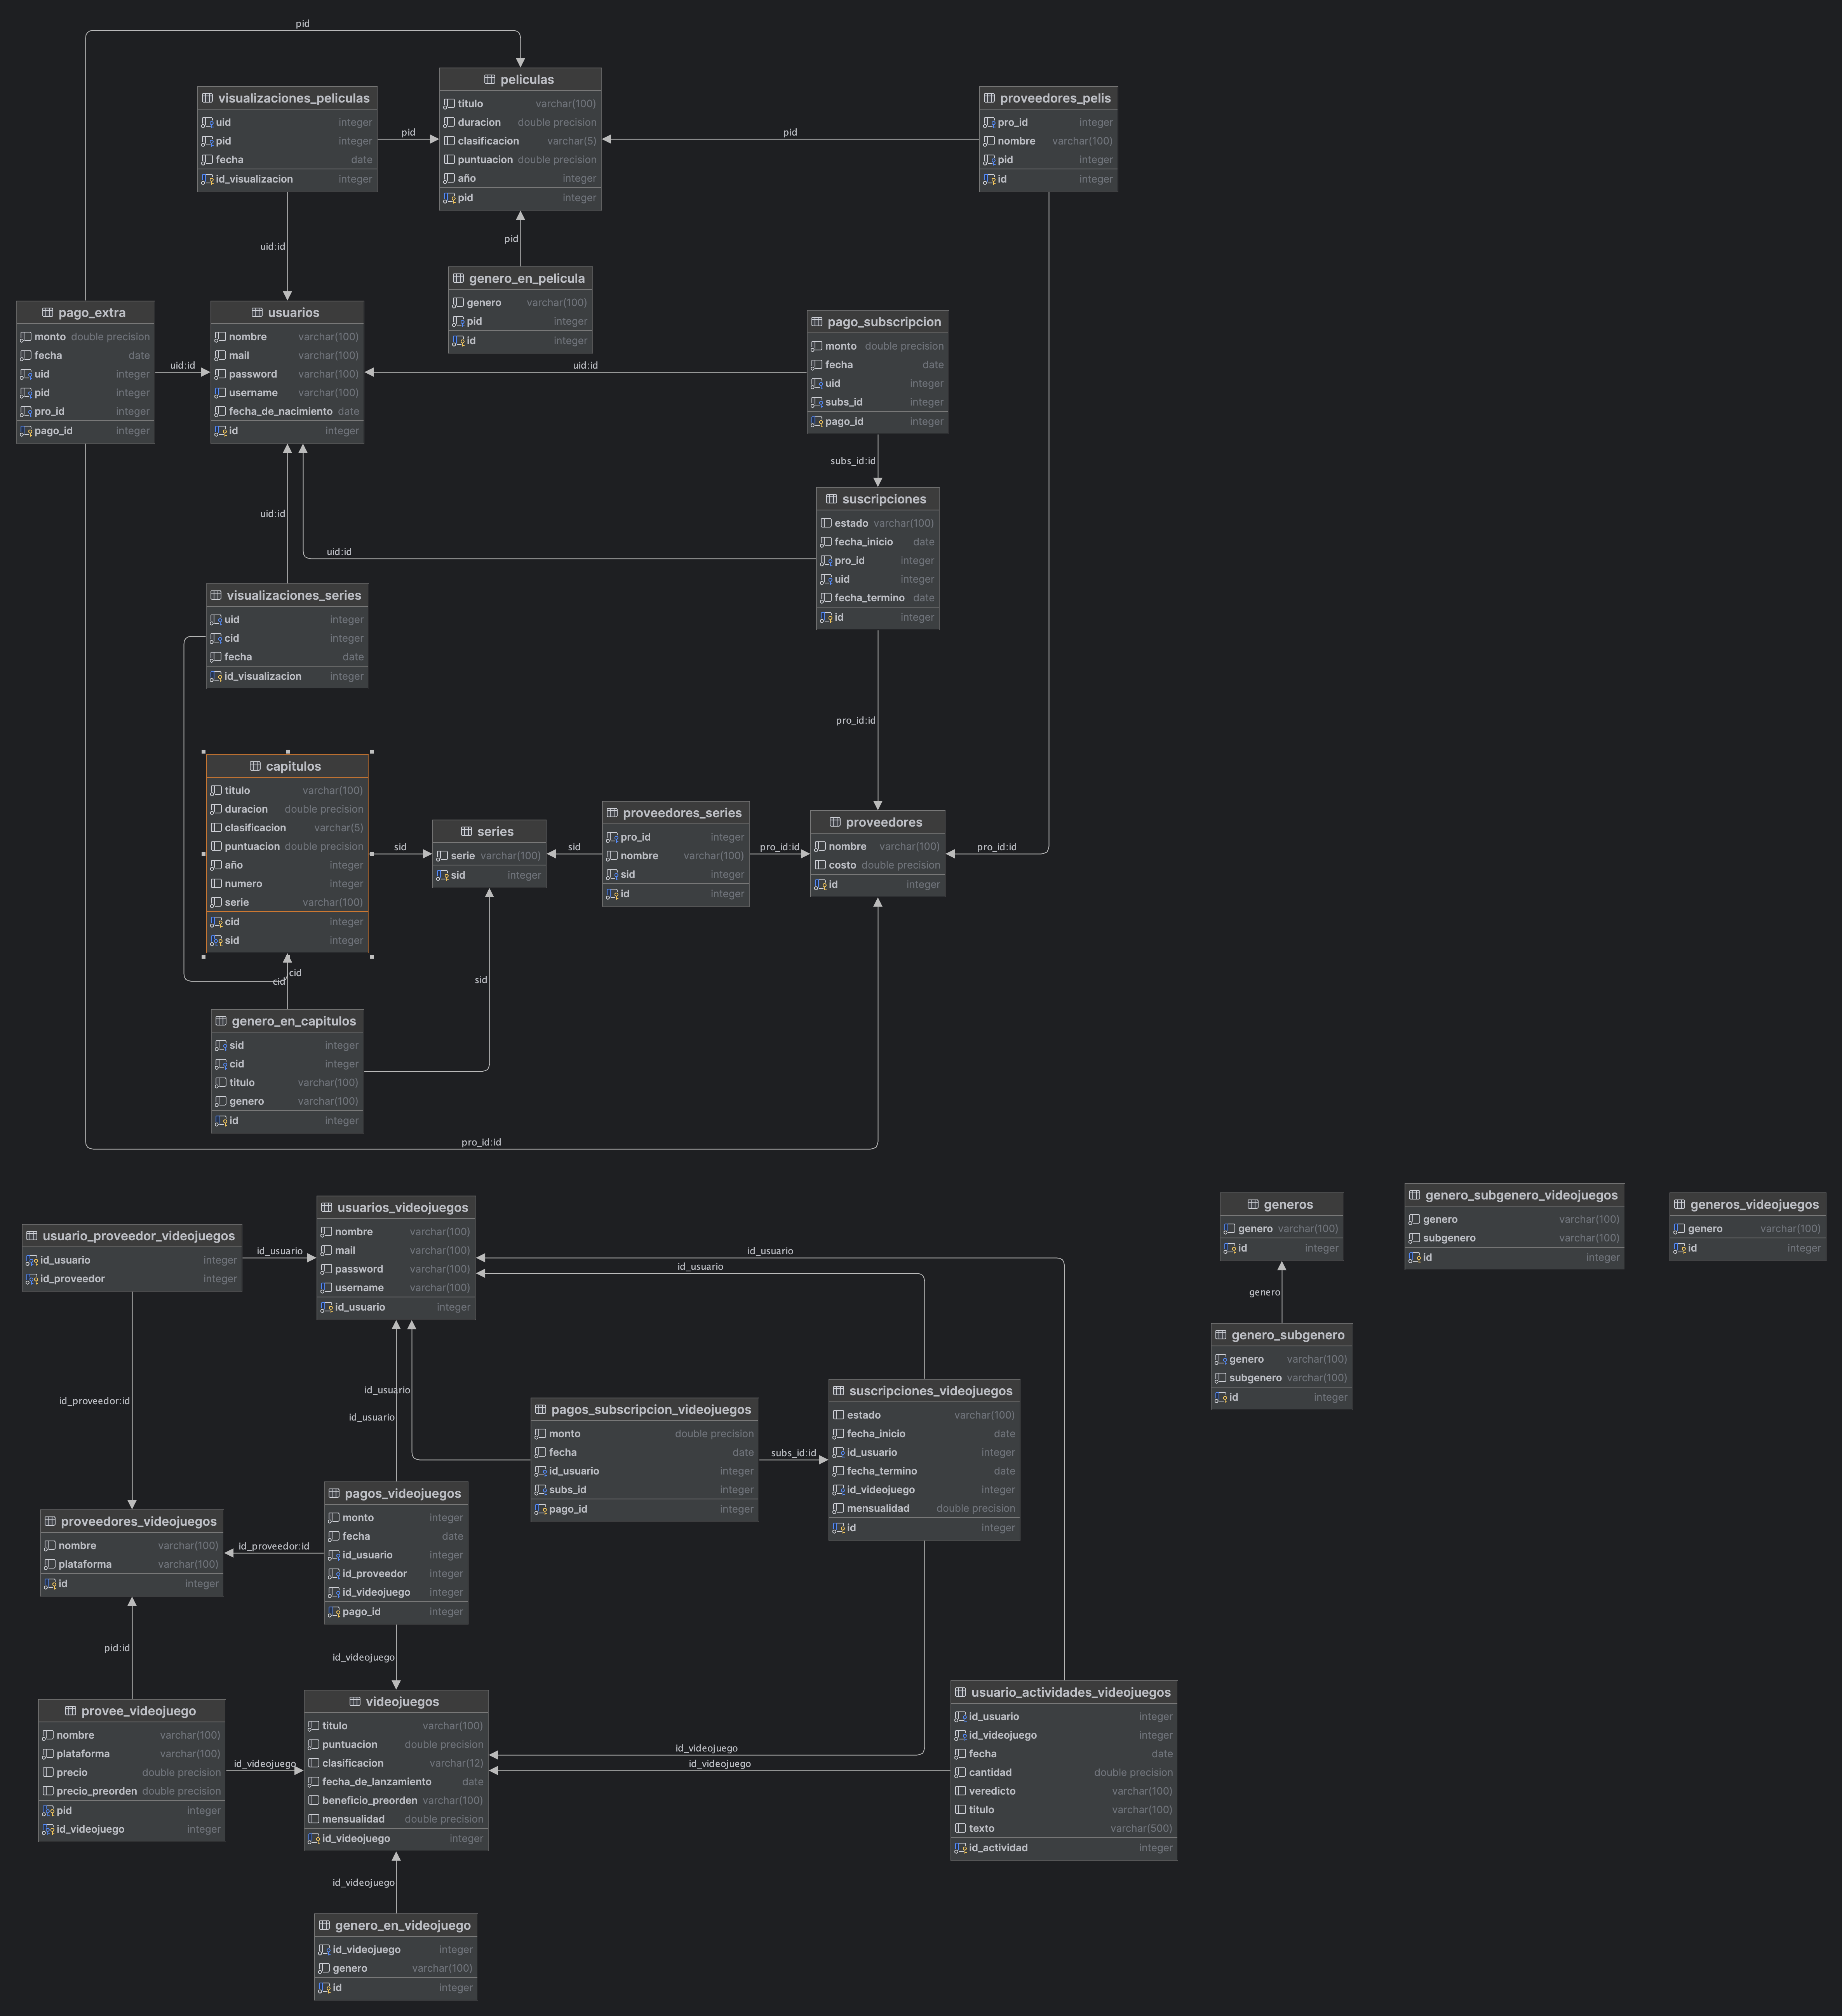 pid
peliculas
titulo varchar(100)
duracion double precision
clasificacion varchar(5)
puntuacion double precision
año integer
pid integer
visualizaciones_peliculas
uid integer
pid integer
fecha date
id_visualizacion integer
pid
proveedores_pelis
pro_id integer
nombre varchar(100)
pid integer
id integer
pid
uid:id
pid
genero_en_pelicula
genero varchar(100)
pid integer
id integer
pago_extra
monto double precision
fecha date
uid integer
pid integer
pro_id integer
pago_id integer
uid:id
usuarios
nombre varchar(100)
mail varchar(100)
password varchar(100)
username varchar(100)
fecha_de_nacimiento date
id integer
uid:id
pago_subscripcion
monto double precision
fecha date
uid integer
subs_id integer
pago_id integer
subs_id:id
suscripciones
estado varchar(100)
fecha_inicio date
pro_id integer
uid integer
fecha_termino date
id integer
uid:id
uid:id
visualizaciones_series
uid integer
cid integer
fecha date
id_visualizacion integer
pro_id:id
capitulos
titulo varchar(100)
duracion double precision
clasificacion varchar(5)
puntuacion double precision
año integer
numero integer
serie varchar(100)
cid integer
sid integer
sid
series
serie varchar(100)
sid integer
sid
proveedores_series
pro_id integer
nombre varchar(100)
sid integer
id integer
pro_id:id
proveedores
nombre varchar(100)
costo double precision
id integer
pro_id:id
cid
cid
sid
genero_en_capitulos
sid integer
cid integer
titulo varchar(100)
genero varchar(100)
id integer
pro_id:id
usuario_proveedor_videojuegos
id_usuario integer
id_proveedor integer
id_usuario
usuarios_videojuegos
nombre varchar(100)
mail varchar(100)
password varchar(100)
username varchar(100)
id_usuario integer
id_usuario
id_usuario
generos
genero varchar(100)
id integer
genero_subgenero_videojuegos
genero varchar(100)
subgenero varchar(100)
id integer
generos_videojuegos
genero varchar(100)
id integer
genero
genero_subgenero
genero varchar(100)
subgenero varchar(100)
id integer
id_proveedor:id
id_usuario
id_usuario
pagos_subscripcion_videojuegos
monto double precision
fecha date
id_usuario integer
subs_id integer
pago_id integer
subs_id:id
suscripciones_videojuegos
estado varchar(100)
fecha_inicio date
id_usuario integer
fecha_termino date
id_videojuego integer
mensualidad double precision
id integer
proveedores_videojuegos
nombre varchar(100)
plataforma varchar(100)
id integer
id_proveedor:id
pagos_videojuegos
monto integer
fecha date
id_usuario integer
id_proveedor integer
id_videojuego integer
pago_id integer
pid:id
id_videojuego
provee_videojuego
nombre varchar(100)
plataforma varchar(100)
precio double precision
precio_preorden double precision
pid integer
id_videojuego integer
id_videojuego
videojuegos
titulo varchar(100)
puntuacion double precision
clasificacion varchar(12)
fecha_de_lanzamiento date
beneficio_preorden varchar(100)
mensualidad double precision
id_videojuego integer
id_videojuego
id_videojuego
usuario_actividades_videojuegos
id_usuario integer
id_videojuego integer
fecha date
cantidad double precision
veredicto varchar(100)
titulo varchar(100)
texto varchar(500)
id_actividad integer
id_videojuego
genero_en_videojuego
id_videojuego integer
genero varchar(100)
id integer